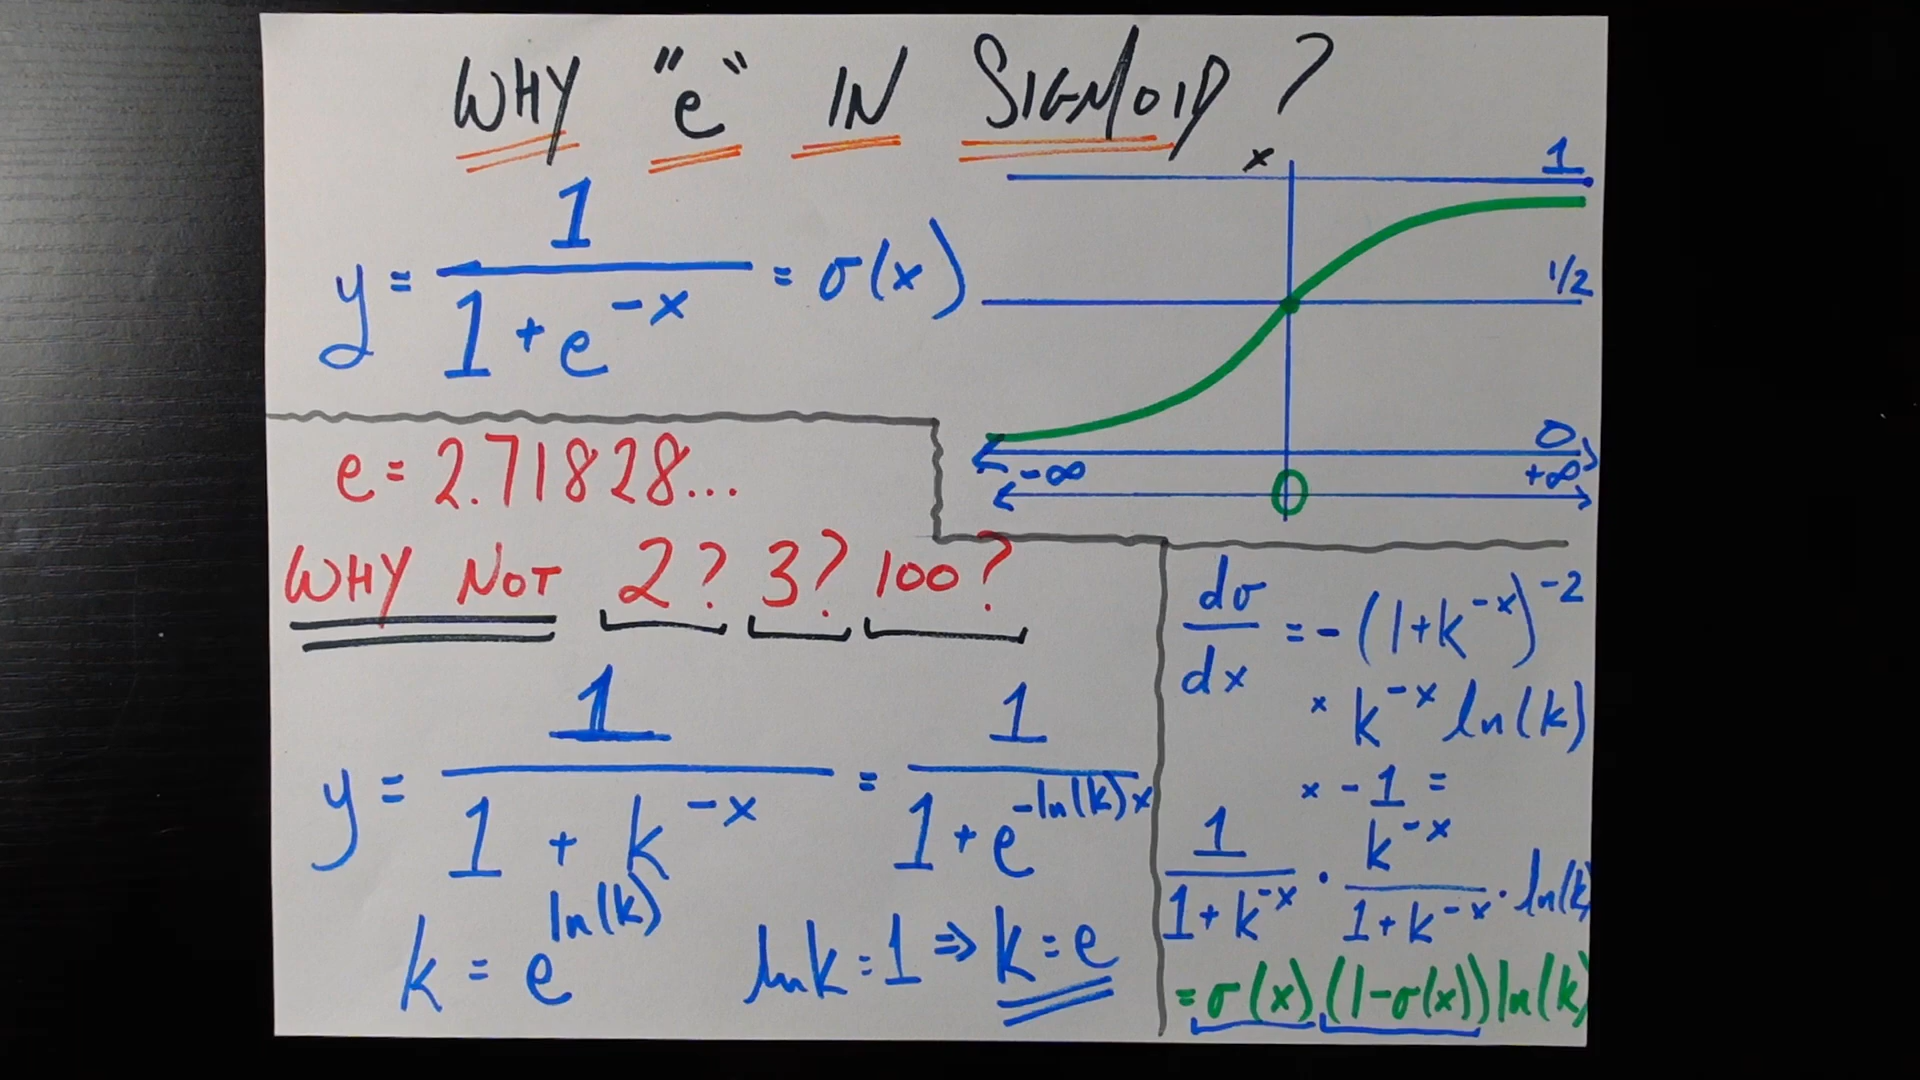 WHY "e" IN SIGMOID?
y = 1 / (1 + e^-x) = σ(x)
x
1
1/2
0
-∞ +∞
0
e = 2.71828...
WHY NOT 2? 3? 100?
y = 1 / (1 + k^-x) = 1 / (1 + e^-ln(k)x)
k = e^ln(k) lnk = 1 ⇒ k = e
dσ/dx = -(1+k^-x)^-2
× k^-x ln(k)
× -1 =
1 / (1+k^-x) · k^-x / (1+k^-x) · ln(k)
= σ(x)(1-σ(x))ln(k)